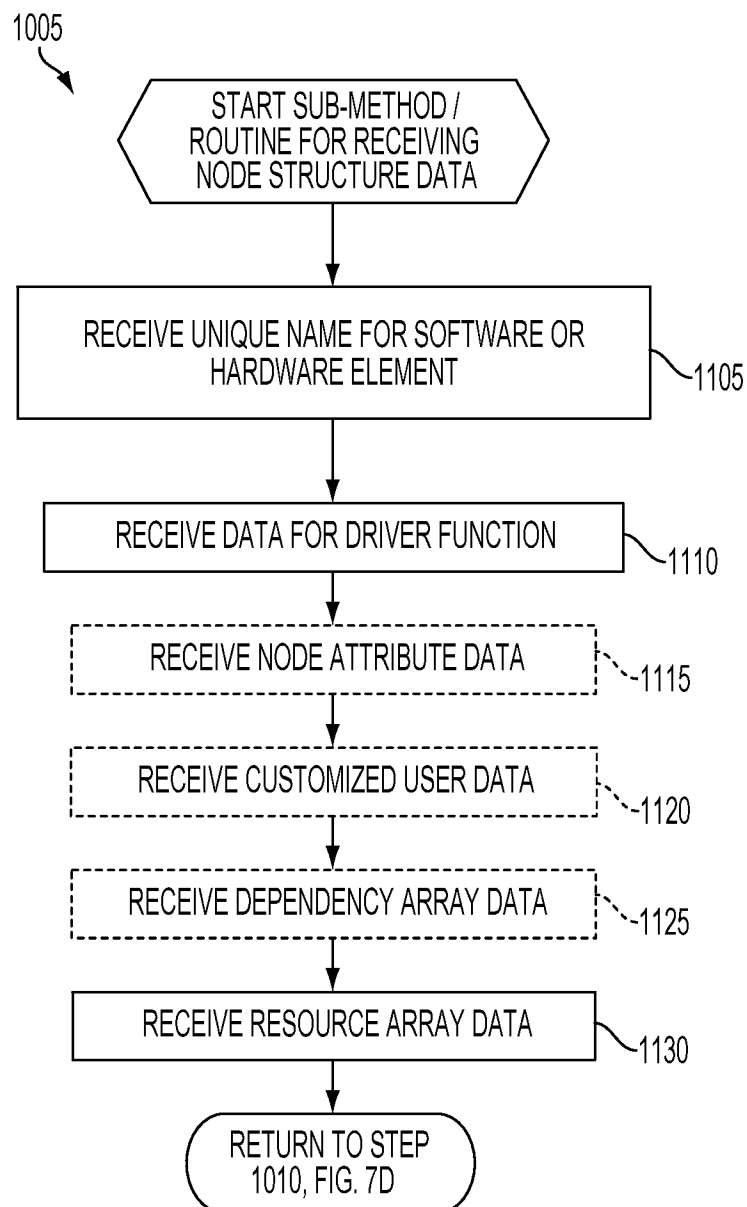 1005
START SUB-METHOD /
ROUTINE FOR RECEIVING
NODE STRUCTURE DATA
RECEIVE UNIQUE NAME FOR SOFTWARE OR
HARDWARE ELEMENT
1105
RECEIVE DATA FOR DRIVER FUNCTION
1110
RECEIVE NODE ATTRIBUTE DATA
1115
RECEIVE CUSTOMIZED USER DATA
1120
RECEIVE DEPENDENCY ARRAY DATA
1125
RECEIVE RESOURCE ARRAY DATA
1130
RETURN TO STEP
1010, FIG. 7D